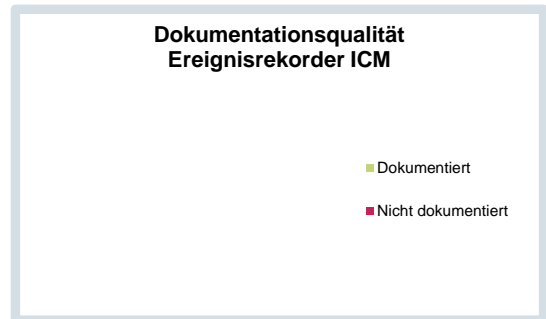 Dokumentationsqualität
Ereignisrekorder ICM
Dokumentiert
Nicht dokumentiert